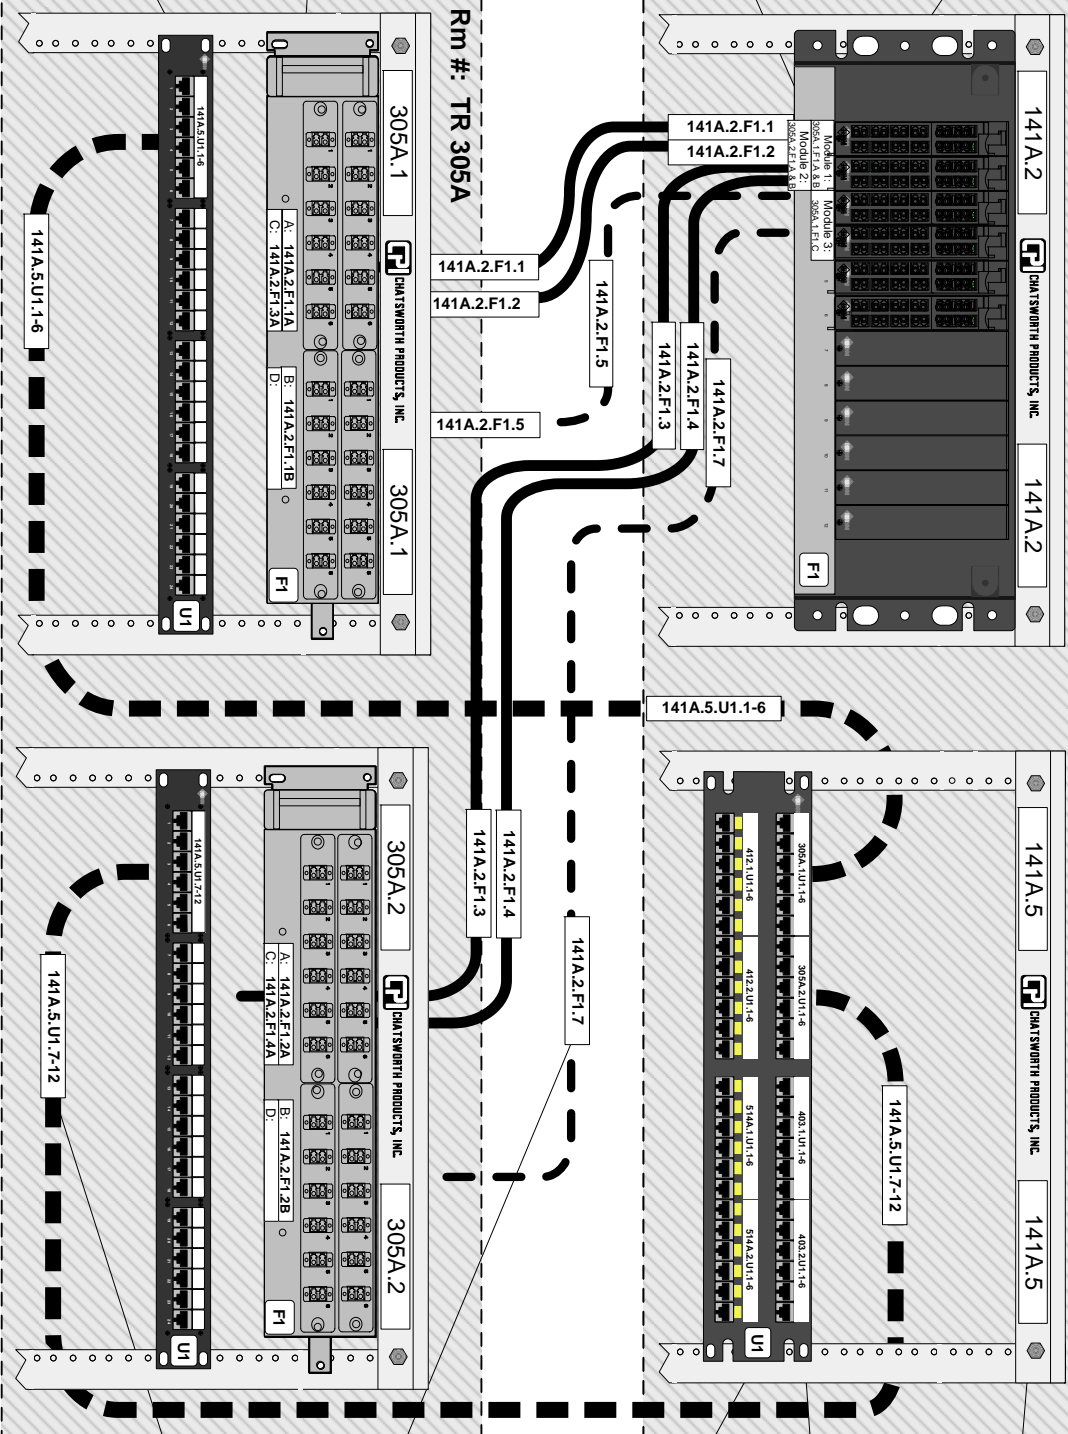 Rm #: TR 305A
305A.1
CHATSWORTH PRODUCTS, INC.
305A.1
A: 141A.2.F1.1A
C: 141A.2.F1.3A
B: 141A.2.F1.1B
D:
F1
141A.5.U1.1-6
U1
141A.5.U1.1-6
141A.2.F1.1
141A.2.F1.2
141A.2.F1.5
141A.2.F1.1
141A.2.F1.2
141A.2.F1.5
141A.2.F1.3
141A.2.F1.4
141A.2.F1.7
141A.2
CHATSWORTH PRODUCTS, INC.
141A.2
Module 1:
305A.1.F1.A & B
Module 2:
305A.2.F1.A & B
Module 3:
305A.1.F1.C
F1
141A.5.U1.1-6
305A.2
CHATSWORTH PRODUCTS, INC.
305A.2
A: 141A.2.F1.2A
C: 141A.2.F1.4A
B: 141A.2.F1.2B
D:
F1
141A.5.U1.7-12
U1
141A.5.U1.7-12
141A.2.F1.3
141A.2.F1.4
141A.2.F1.7
141A.5
CHATSWORTH PRODUCTS, INC.
141A.5
305A.1.U1.1-6
305A.2.U1.1-6
403.1.U1.1-6
403.2.U1.1-6
412.1.U1.1-6
412.2.U1.1-6
514A.1.U1.1-6
514A.2.U1.1-6
U1
141A.5.U1.7-12